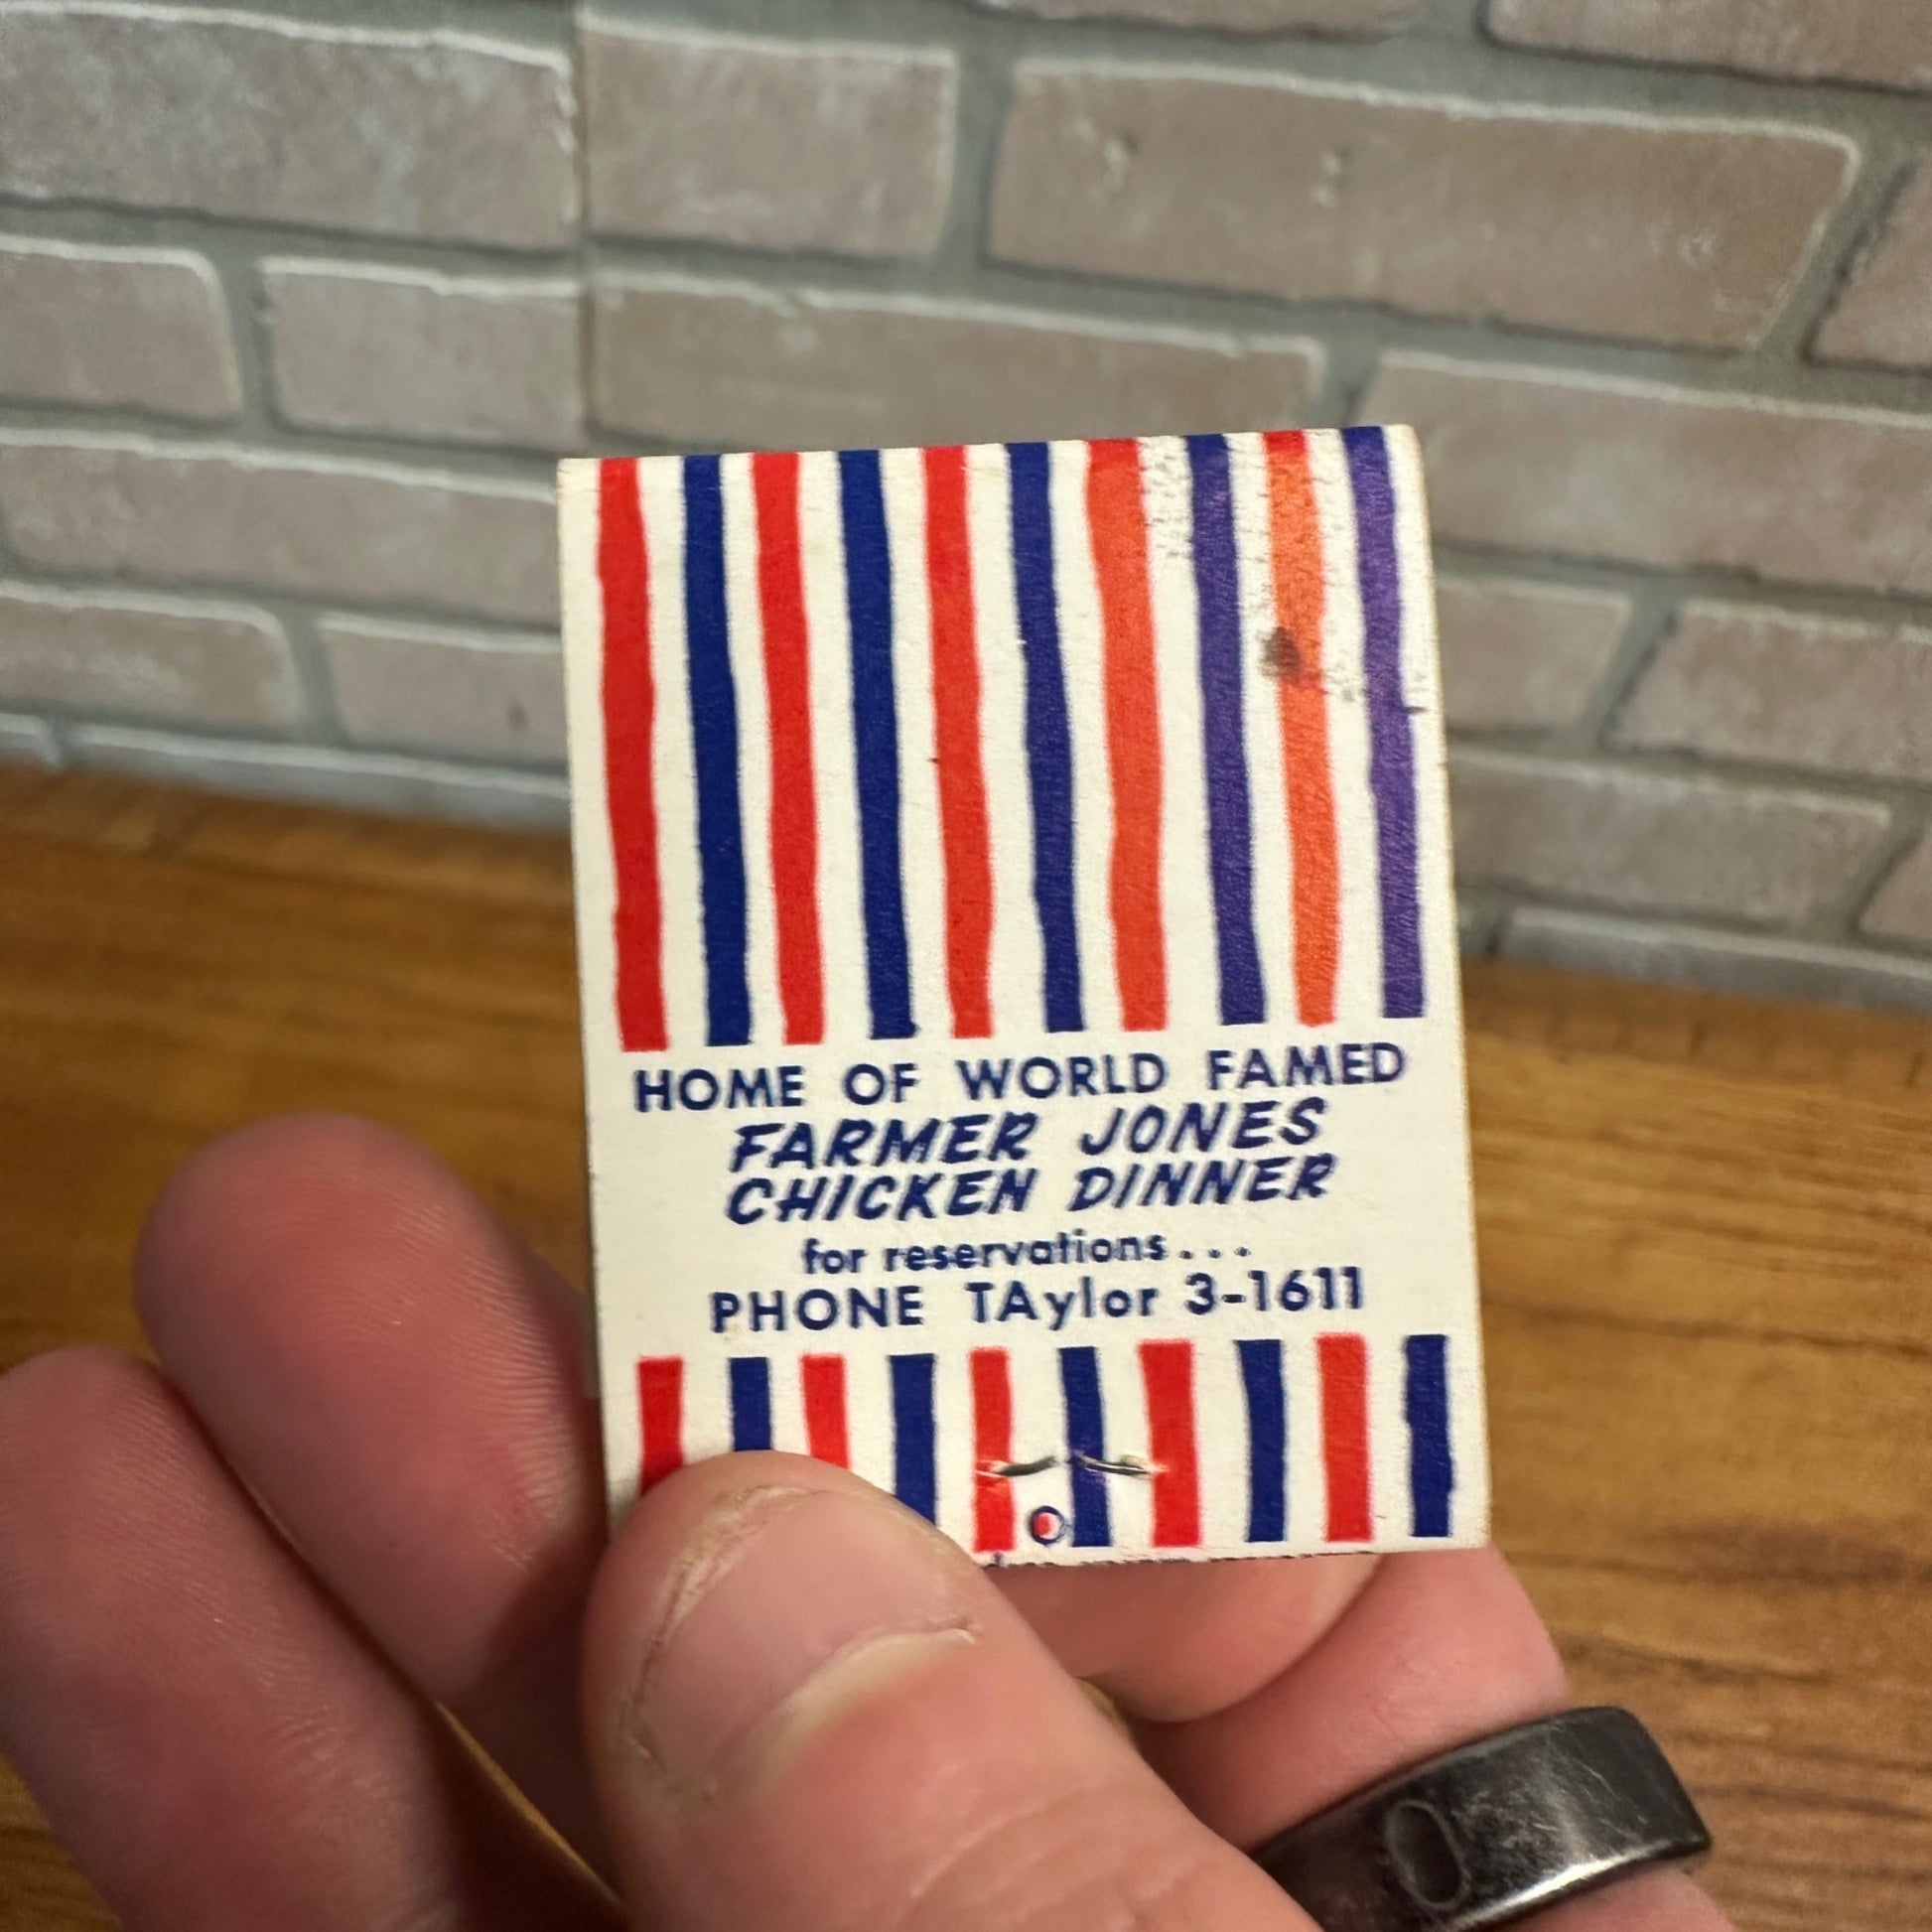 HOME OF WORLD FAMED
FARMER JONES
CHICKEN DINNER
for reservations...
PHONE TAylor 3-1611